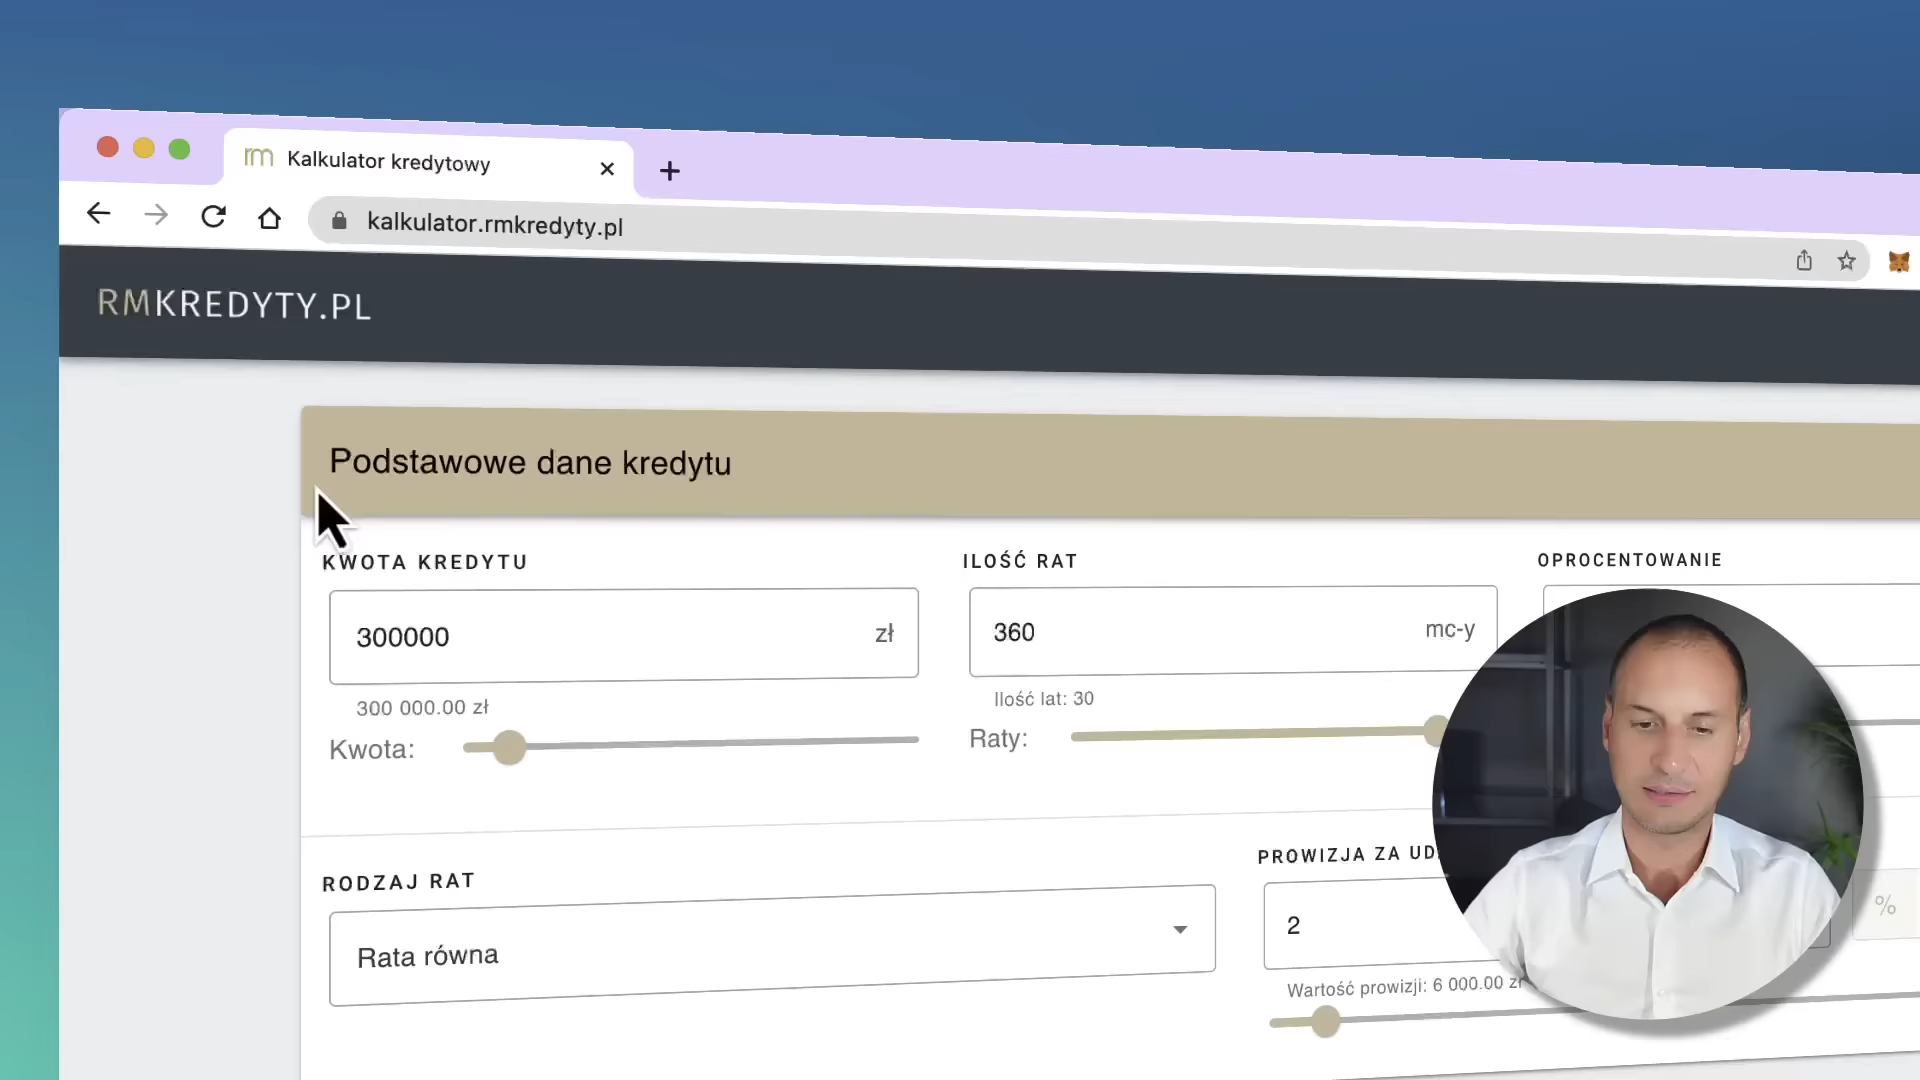 rm Kalkulator kredytowy
kalkulator.rmkredyty.pl
RMKREDYTY.PL
Podstawowe dane kredytu
KWOTA KREDYTU
300000 zł
300 000.00 zł
Kwota:
ILOŚĆ RAT
360 mc-y
Ilość lat: 30
Raty:
OPROCENTOWANIE
RODZAJ RAT
Rata równa
PROWIZJA ZA
2 %
Wartość prowizji: 6 000.00